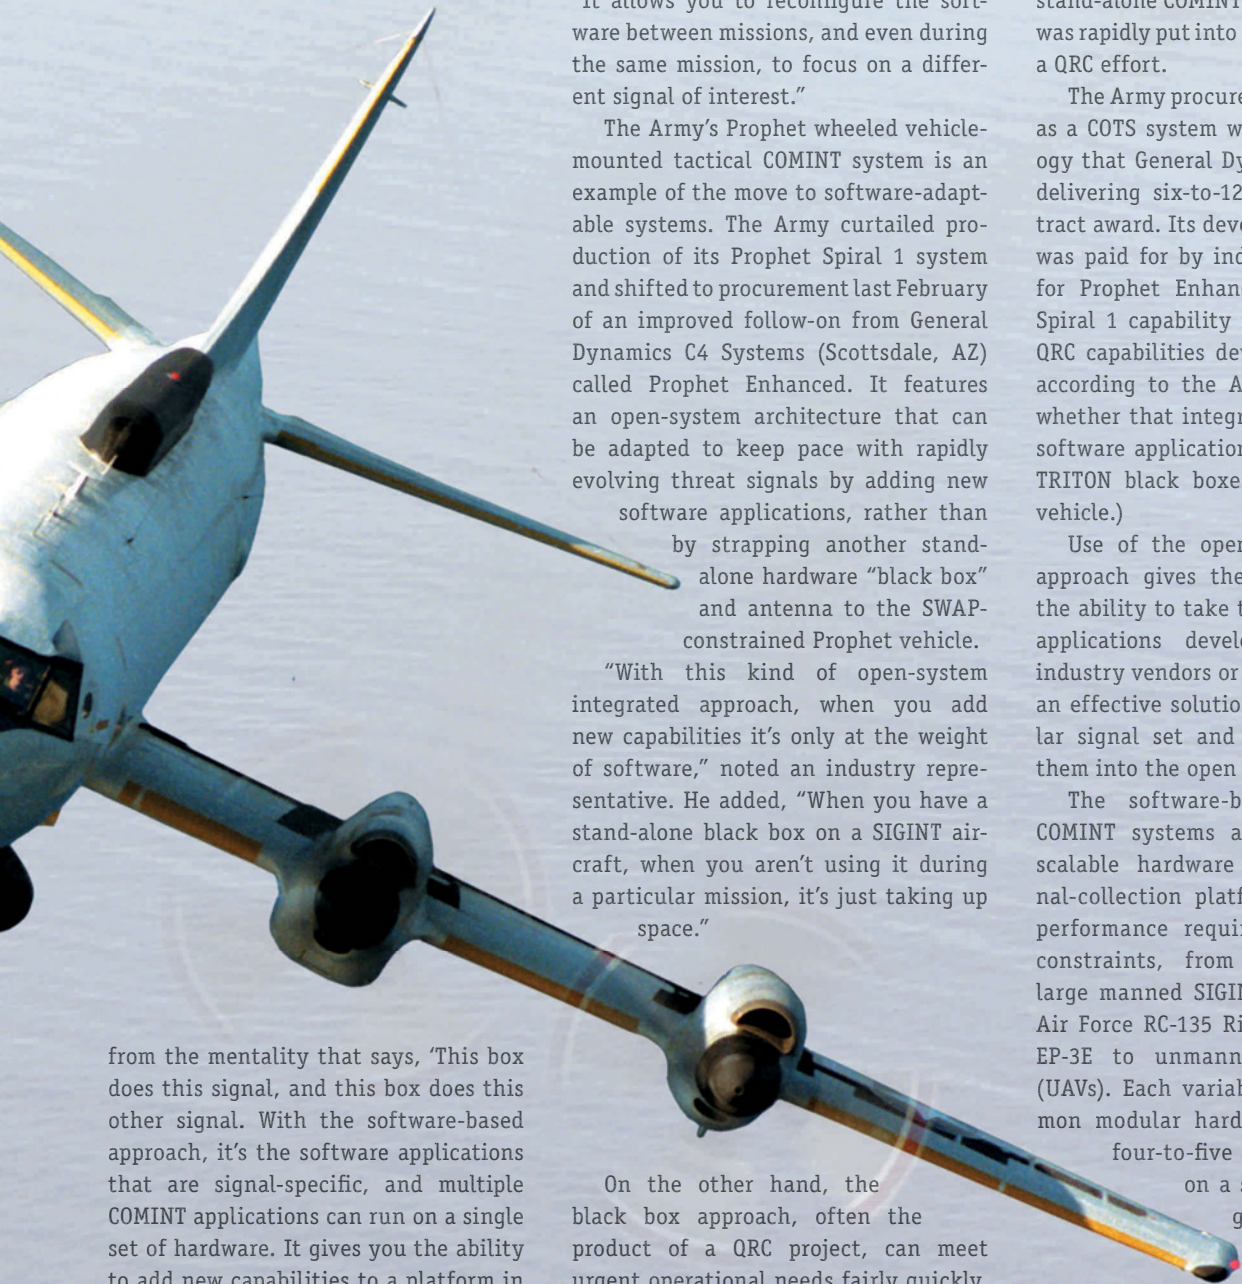 from the mentality that says, ‘This box
does this signal, and this box does this
other signal. With the software-based
approach, it’s the software applications
that are signal-specific, and multiple
COMINT applications can run on a single
set of hardware. It gives you the ability
to add new capabilities to a platform in
“It allows you to reconfigure the soft-
ware between missions, and even during
the same mission, to focus on a differ-
ent signal of interest.”
The Army’s Prophet wheeled vehicle-
mounted tactical COMINT system is an
example of the move to software-adapt-
able systems. The Army curtailed pro-
duction of its Prophet Spiral 1 system
and shifted to procurement last February
of an improved follow-on from General
Dynamics C4 Systems (Scottsdale, AZ)
called Prophet Enhanced. It features
an open-system architecture that can
be adapted to keep pace with rapidly
evolving threat signals by adding new
software applications, rather than
by strapping another stand-
alone hardware “black box”
and antenna to the SWAP-
constrained Prophet vehicle.
“With this kind of open-system
integrated approach, when you add
new capabilities it’s only at the weight
of software,” noted an industry repre-
sentative. He added, “When you have a
stand-alone black box on a SIGINT air-
craft, when you aren’t using it during
a particular mission, it’s just taking up
space.”
On the other hand, the
black box approach, often the
product of a QRC project, can meet
urgent operational needs fairly quickly.
stand-alone COMINT
was rapidly put into
a QRC effort.
The Army procure
as a COTS system w
ogy that General Dy
delivering six-to-12
tract award. Its deve
was paid for by ind
for Prophet Enhan
Spiral 1 capability
QRC capabilities dev
according to the A
whether that integr
software application
TRITON black boxe
vehicle.)
Use of the open
approach gives the
the ability to take t
applications devel
industry vendors or
an effective solutio
lar signal set and
them into the open
The software-b
COMINT systems a
scalable hardware
nal-collection platf
performance requi
constraints, from
large manned SIGIN
Air Force RC-135 Ri
EP-3E to unmann
(UAVs). Each variab
mon modular hard
four-to-five
on a s
g